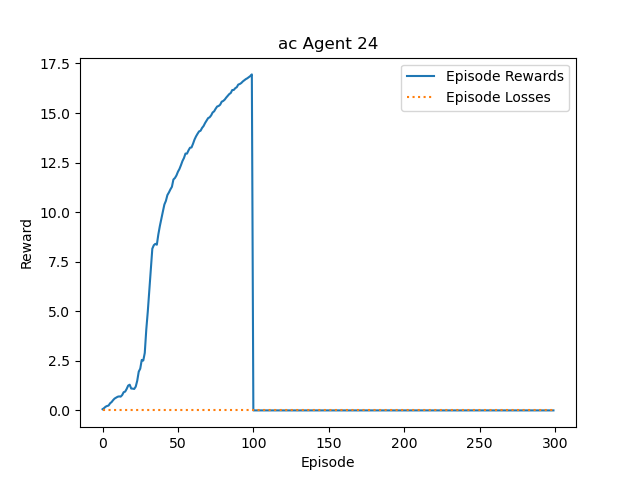 ac Agent 24
Episode Rewards
Episode Losses
17.5
15.0
12.5
10.0
7.5
5.0
2.5
0.0
Reward
0 50 100 150 200 250 300
Episode